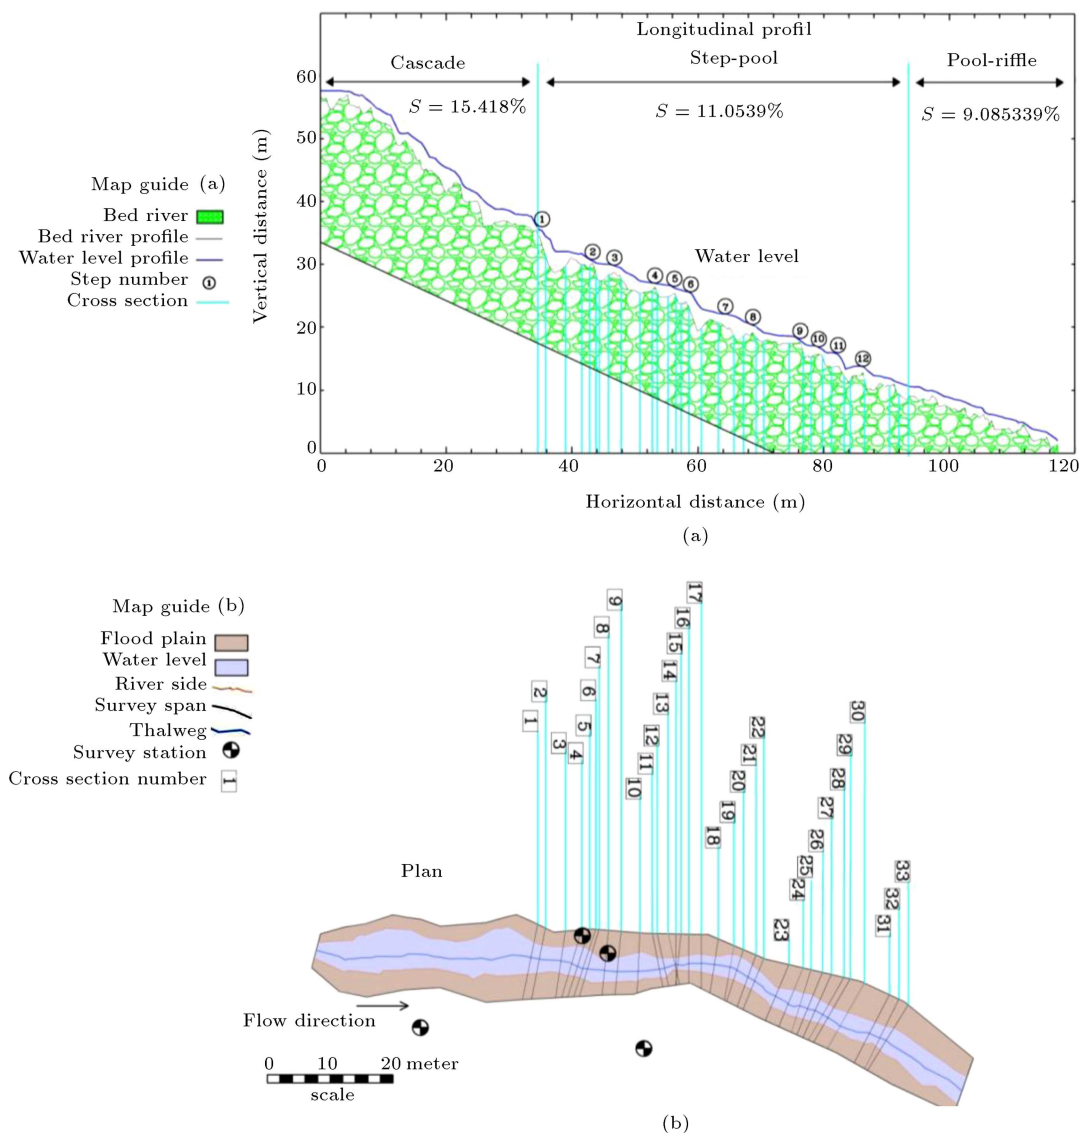 Longitudinal profil
Cascade
Step-pool
Pool-riffle
S = 15.418%
S = 11.0539%
S = 9.085339%
60
50
40
30
20
10
0
Vertical distance (m)
Map guide (a)
Bed river
Bed river profile
Water level profile
Step number 1
Cross section
1
2
3
4
5
6
7
8
9
10
11
12
Water level
0 20 40 60 80 100 120
Horizontal distance (m)
(a)
Map guide (b)
Flood plain
Water level
River side
Survey span
Thalweg
Survey station
Cross section number 1
1
2
3
4
5
6
7
8
9
10
11
12
13
14
15
16
17
18
19
20
21
22
23
24
25
26
27
28
29
30
31
32
33
Plan
Flow direction
0 10 20 meter
scale
(b)